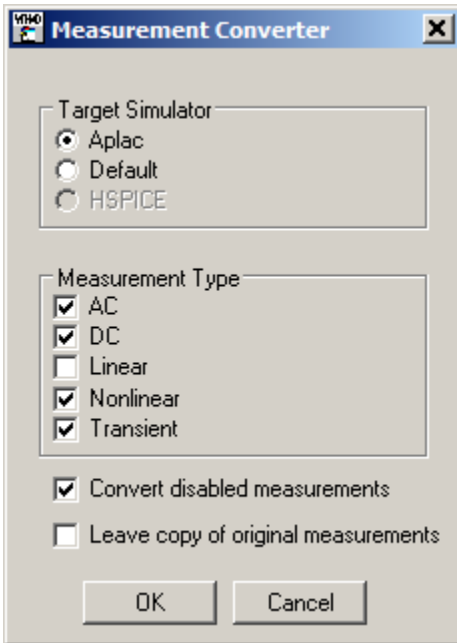 Measurement Converter
Target Simulator
Aplac
Default
HSPICE
Measurement Type
AC
DC
Linear
Nonlinear
Transient
Convert disabled measurements
Leave copy of original measurements
OK Cancel